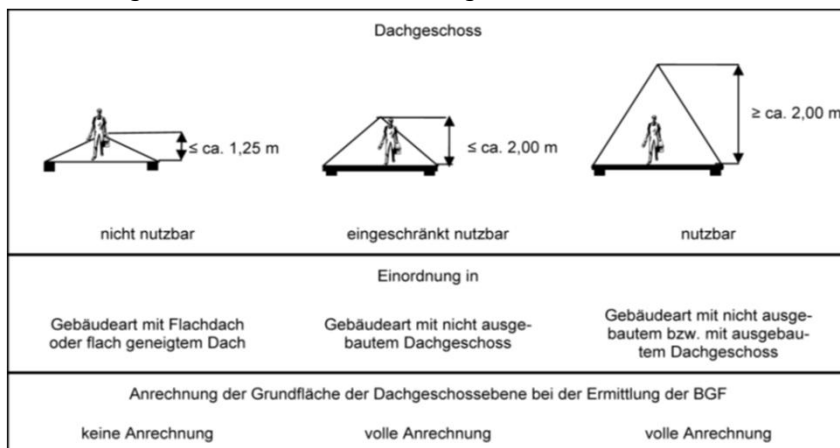 Dachgeschoss
≤ ca. 1,25 m
≤ ca. 2,00 m
≥ ca. 2,00 m
nicht nutzbar
eingeschränkt nutzbar
nutzbar
Einordnung in
Gebäudeart mit Flachdach
oder flach geneigtem Dach
Gebäudeart mit nicht ausge-
bautem Dachgeschoss
Gebäudeart mit nicht ausge-
bautem bzw. mit ausgebau-
tem Dachgeschoss
Anrechnung der Grundfläche der Dachgeschossebene bei der Ermittlung der BGF
keine Anrechnung
volle Anrechnung
volle Anrechnung